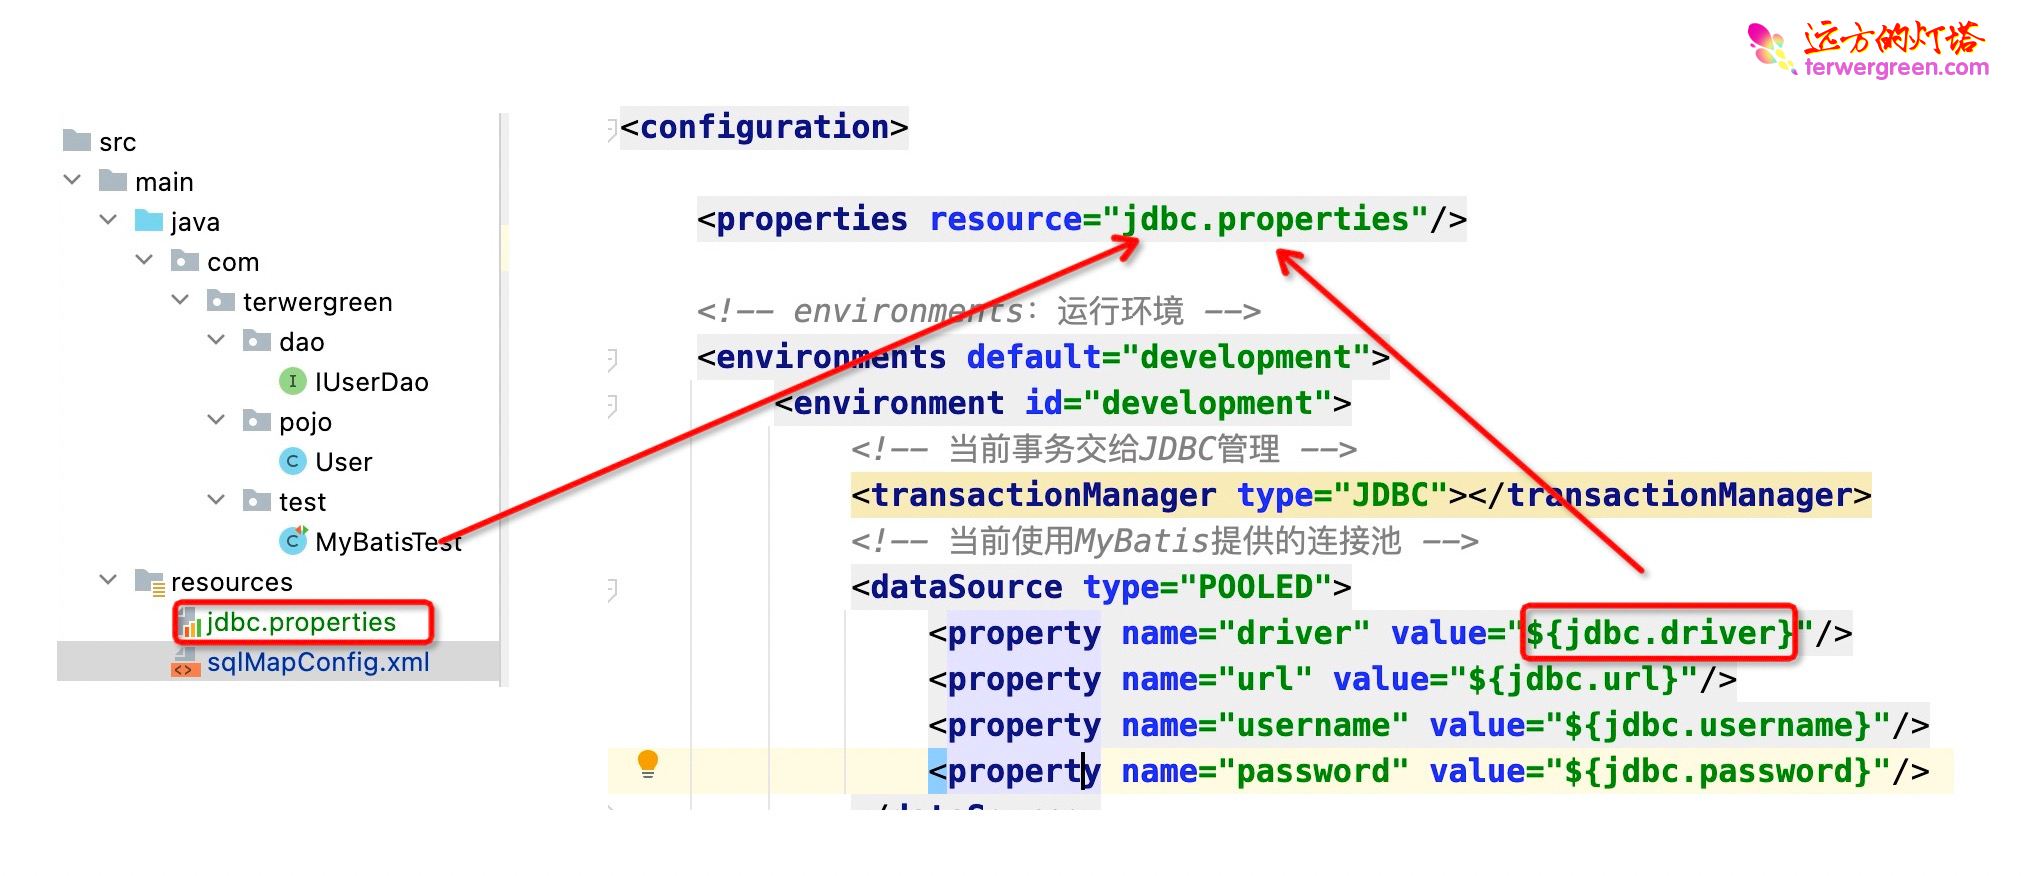 远方的灯塔
terwergreen.com
src
main
java
com
terwergreen
dao
IUserDao
pojo
User
test
MyBatisTest
resources
jdbc.properties
sqlMapConfig.xml
<configuration>
<properties resource="jdbc.properties"/>
<!-- environments：运行环境 -->
<environments default="development">
<environment id="development">
<!-- 当前事务交给JDBC管理 -->
<transactionManager type="JDBC"></transactionManager>
<!-- 当前使用MyBatis提供的连接池 -->
<dataSource type="POOLED">
<property name="driver" value="${jdbc.driver}"/>
<property name="url" value="${jdbc.url}"/>
<property name="username" value="${jdbc.username}"/>
<property name="password" value="${jdbc.password}"/>